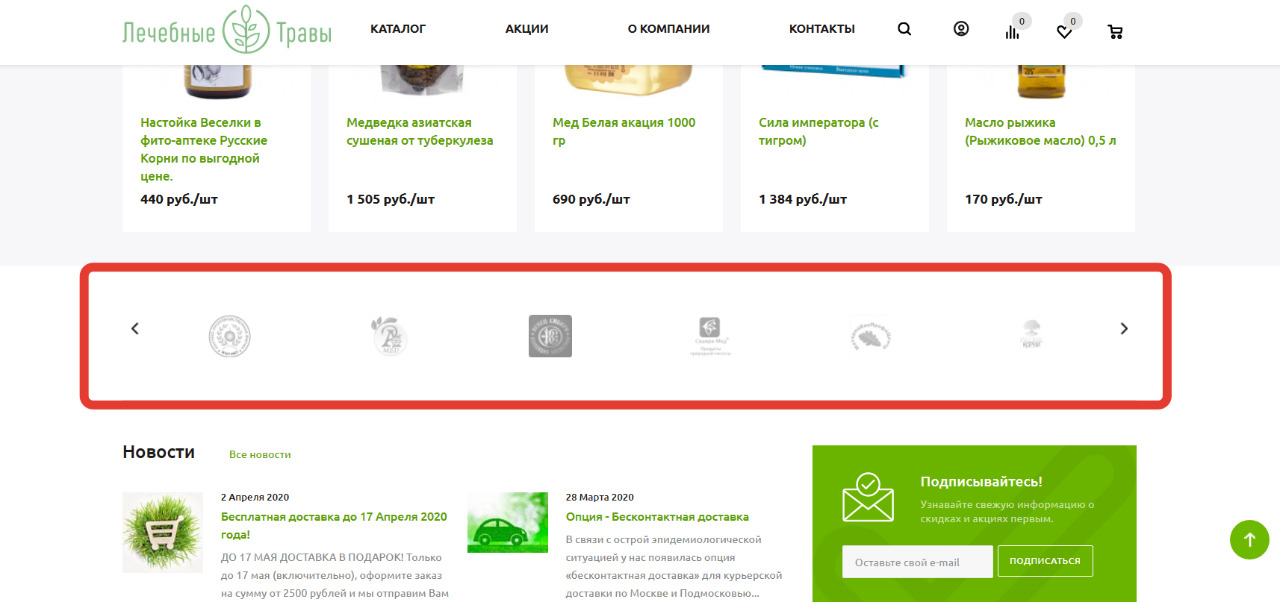 Лечебные Травы
КАТАЛОГ
АКЦИИ
О КОМПАНИИ
КОНТАКТЫ
0
0
Настойка Веселки в
фито-аптеке Русские
Корни по выгодной
цене.
440 руб./шт
Медведка азиатская
сушеная от туберкулеза
1 505 руб./шт
Мед Белая акация 1000
гр
690 руб./шт
Сила императора (с
тигром)
1 384 руб./шт
Масло рыжика
(Рыжиковое масло) 0,5 л
170 руб./шт
Новости
Все новости
2 Апреля 2020
Бесплатная доставка до 17 Апреля 2020
года!
ДО 17 МАЯ ДОСТАВКА В ПОДАРОК! Только
до 17 мая (включительно), оформите заказ
на сумму от 2500 рублей и мы отправим Вам
28 Марта 2020
Опция - Бесконтактная доставка
В связи с острой эпидемиологической
ситуацией у нас появилась опция
«бесконтактная доставка» для курьерской
доставки по Москве и Подмосковью...
Подписывайтесь!
Узнавайте свежую информацию о
скидках и акциях первым.
Оставьте свой e-mail
ПОДПИСАТЬСЯ